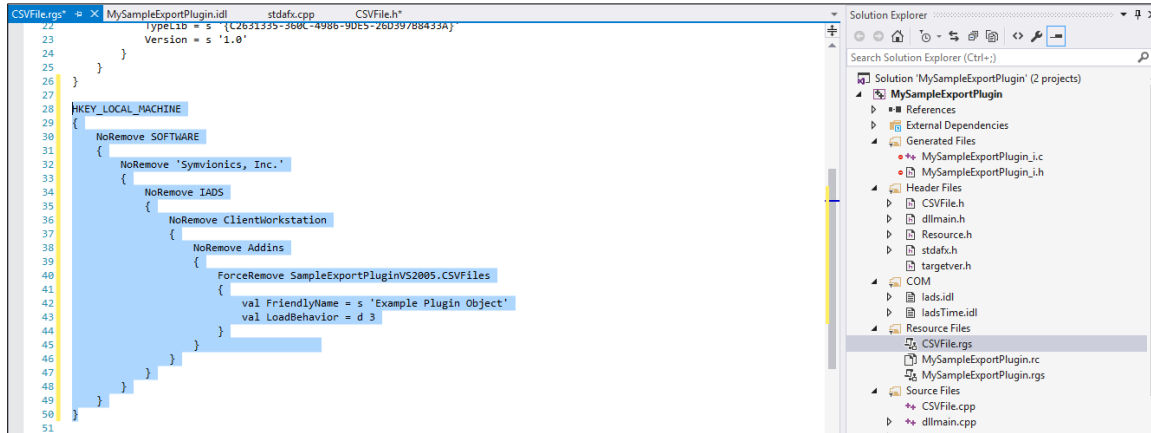 CSVFile.rgs* MySampleExportPlugin.idl stdafx.cpp CSVFile.h*
22 TypeLib = s '{C2631335-360C-4986-9DE5-26D397B8433A}'
23 Version = s '1.0'
24 }
25 }
26 }
27
28 HKEY_LOCAL_MACHINE
29 {
30 NoRemove SOFTWARE
31 {
32 NoRemove 'Symvionics, Inc.'
33 {
34 NoRemove IADS
35 {
36 NoRemove ClientWorkstation
37 {
38 NoRemove Addins
39 {
40 ForceRemove SampleExportPluginVS2005.CSVFiles
41 {
42 val FriendlyName = s 'Example Plugin Object'
43 val LoadBehavior = d 3
44 }
45 }
46 }
47 }
48 }
49 }
50 }
51
Solution Explorer
Search Solution Explorer (Ctrl+;)
Solution 'MySampleExportPlugin' (2 projects)
MySampleExportPlugin
References
External Dependencies
Generated Files
MySampleExportPlugin_i.c
MySampleExportPlugin_i.h
Header Files
CSVFile.h
dllmain.h
Resource.h
stdafx.h
targetver.h
COM
Iads.idl
IadsTime.idl
Resource Files
CSVFile.rgs
MySampleExportPlugin.rc
MySampleExportPlugin.rgs
Source Files
CSVFile.cpp
dllmain.cpp